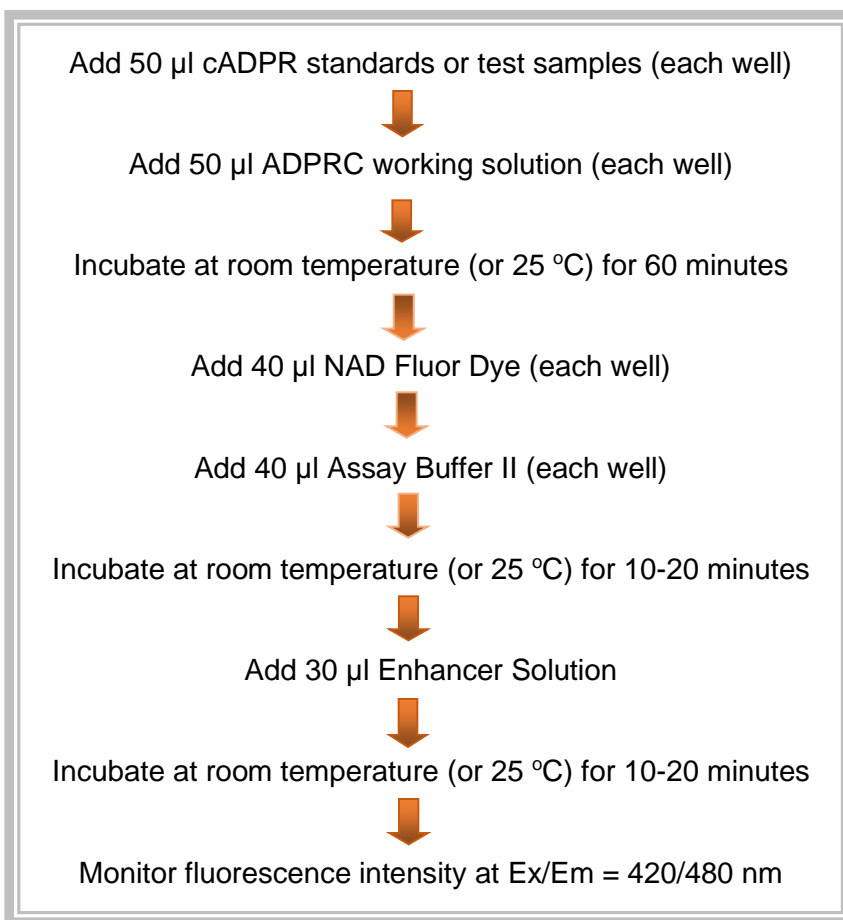 Add 50 µl cADPR standards or test samples (each well)
Add 50 µl ADPRC working solution (each well)
Incubate at room temperature (or 25 °C) for 60 minutes
Add 40 µl NAD Fluor Dye (each well)
Add 40 µl Assay Buffer II (each well)
Incubate at room temperature (or 25 °C) for 10-20 minutes
Add 30 µl Enhancer Solution
Incubate at room temperature (or 25 °C) for 10-20 minutes
Monitor fluorescence intensity at Ex/Em = 420/480 nm